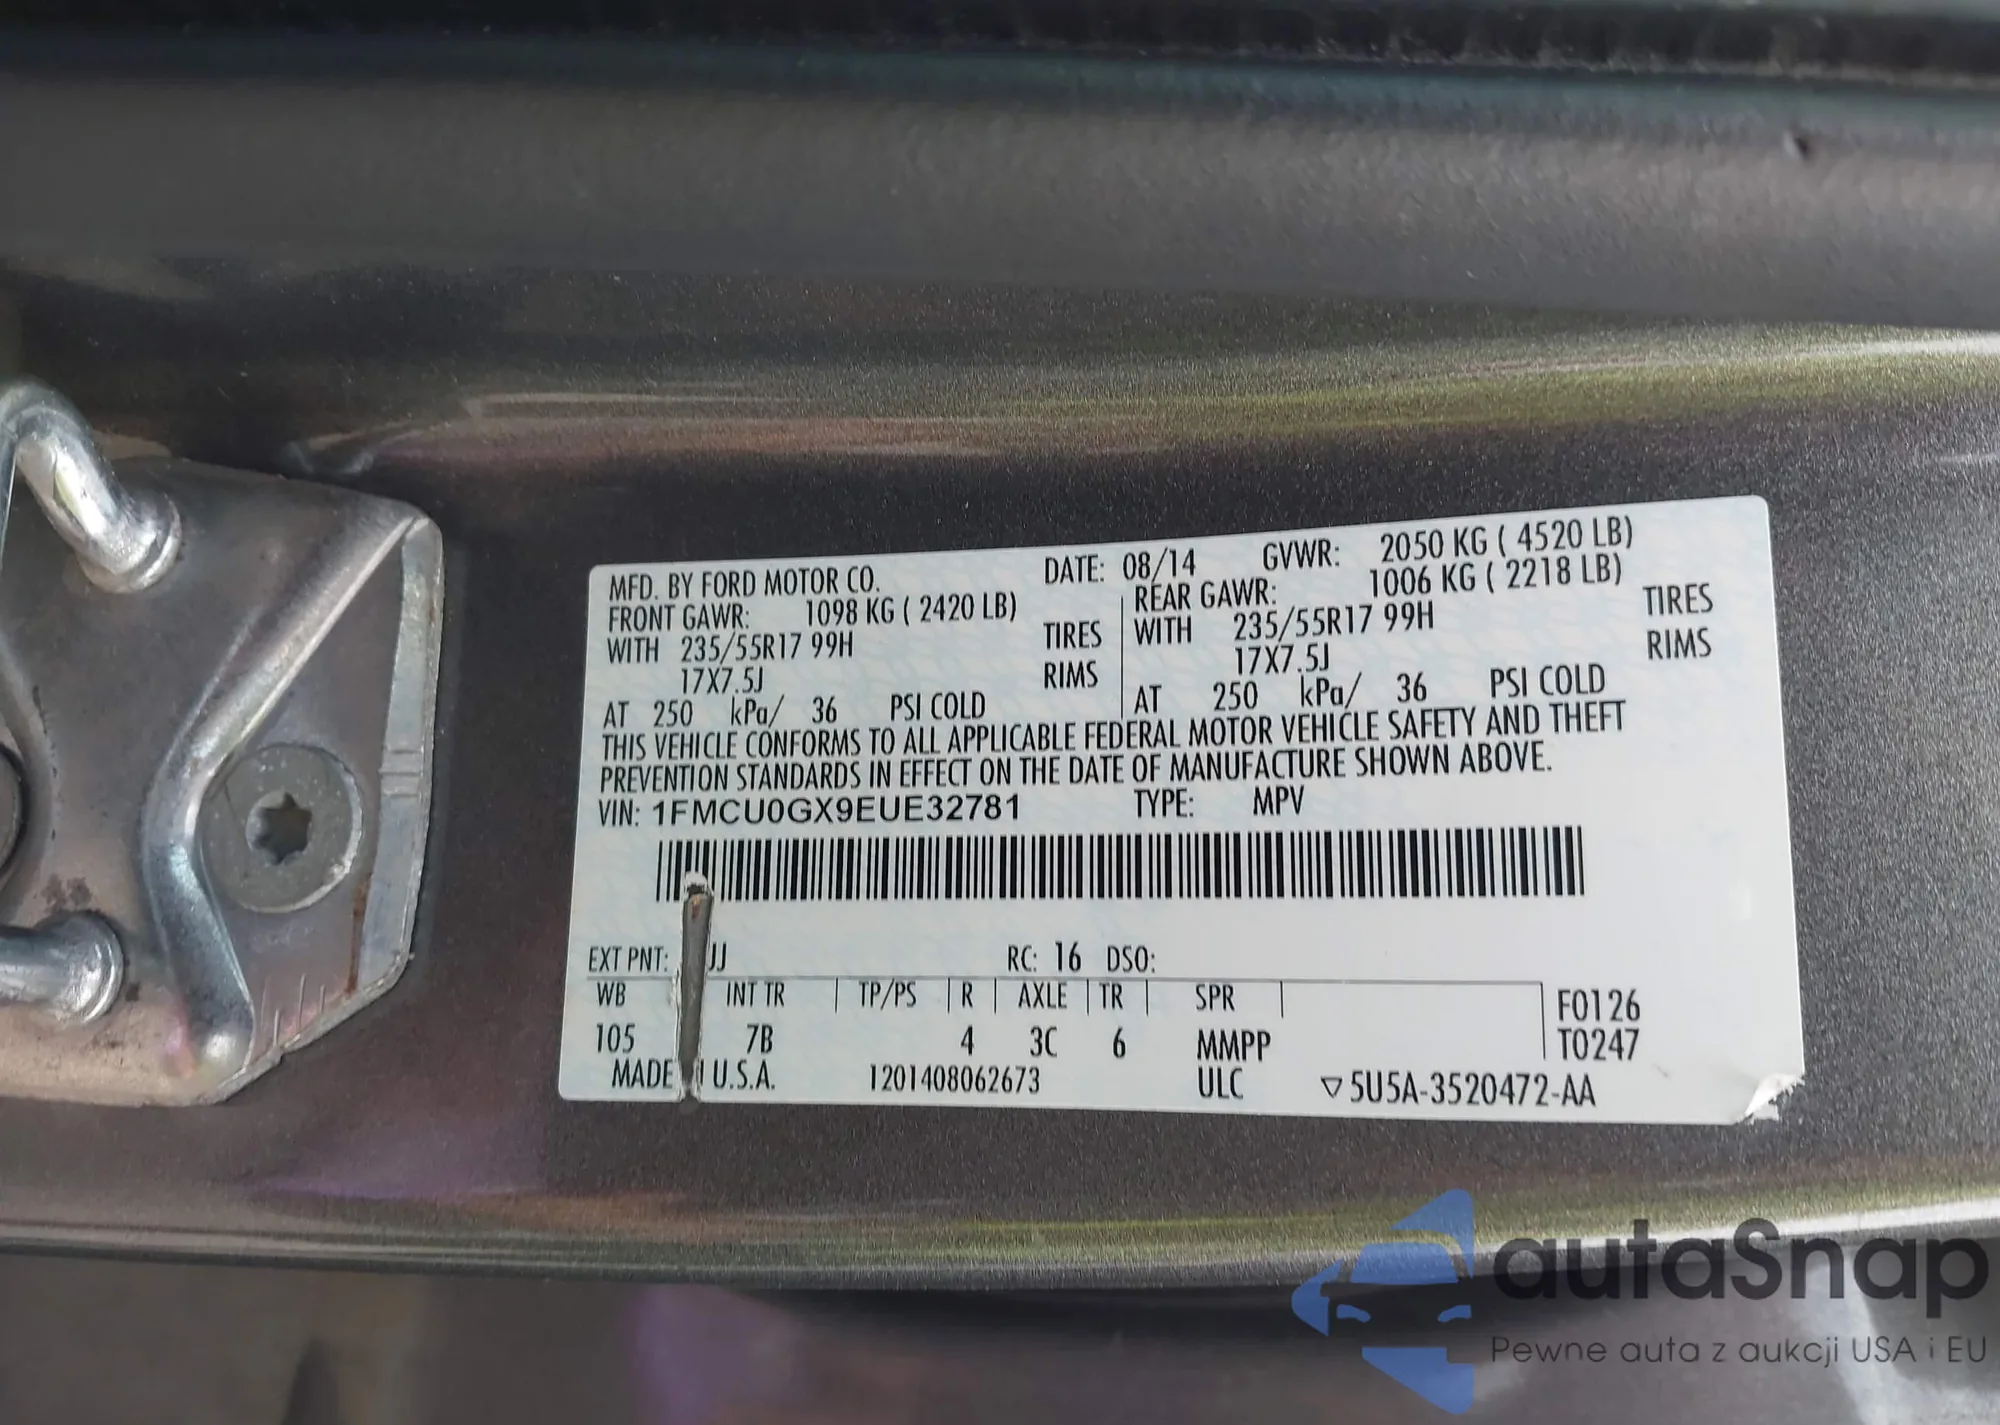 MFD. BY FORD MOTOR CO. DATE: 08/14 GVWR: 2050 KG ( 4520 LB)
FRONT GAWR: 1098 KG ( 2420 LB) REAR GAWR: 1006 KG ( 2218 LB)
WITH 235/55R17 99H TIRES WITH 235/55R17 99H TIRES
17X7.5J RIMS 17X7.5J RIMS
AT 250 kPa/ 36 PSI COLD AT 250 kPa/ 36 PSI COLD
THIS VEHICLE CONFORMS TO ALL APPLICABLE FEDERAL MOTOR VEHICLE SAFETY AND THEFT
PREVENTION STANDARDS IN EFFECT ON THE DATE OF MANUFACTURE SHOWN ABOVE.
VIN: 1FMCU0GX9EUE32781 TYPE: MPV
EXT PNT: JJ RC: 16 DSO:
WB INT TR TP/PS R AXLE TR SPR F0126
105 7B 4 3C 6 MMPP T0247
MADE U.S.A. 1201408062673 ULC ▽5U5A-3520472-AA
autaSnap
Pewne auta z aukcji USA i EU